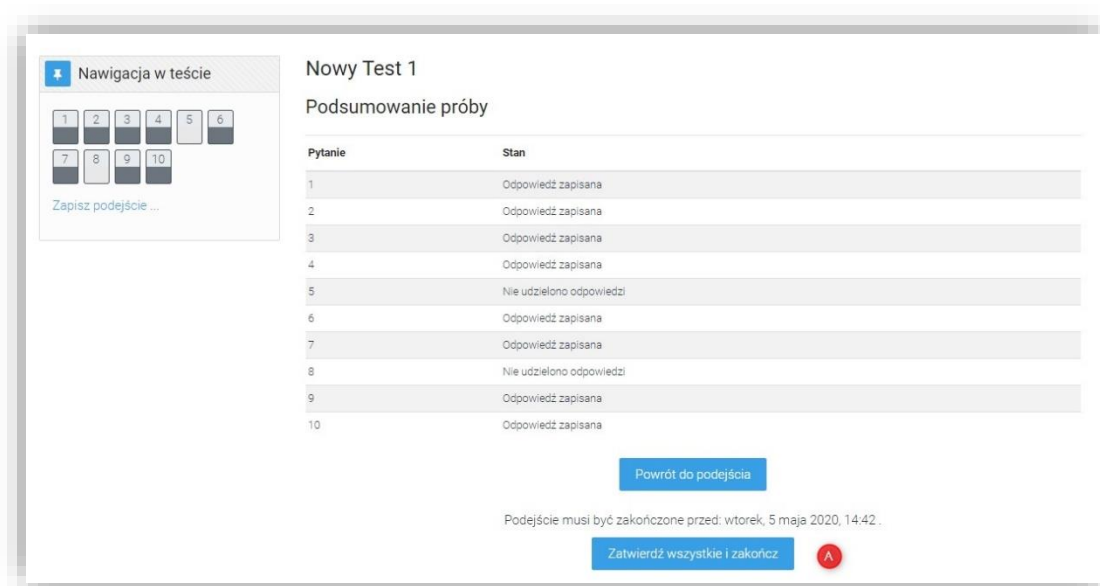 Nawigacja w teście
1 2 3 4 5 6
7 8 9 10
Zapisz podejście ...
Nowy Test 1
Podsumowanie próby
Pytanie Stan
1 Odpowiedź zapisana
2 Odpowiedź zapisana
3 Odpowiedź zapisana
4 Odpowiedź zapisana
5 Nie udzielono odpowiedzi
6 Odpowiedź zapisana
7 Odpowiedź zapisana
8 Nie udzielono odpowiedzi
9 Odpowiedź zapisana
10 Odpowiedź zapisana
Powrót do podejścia
Podejście musi być zakończone przed: wtorek, 5 maja 2020, 14:42 .
Zatwierdź wszystkie i zakończ A